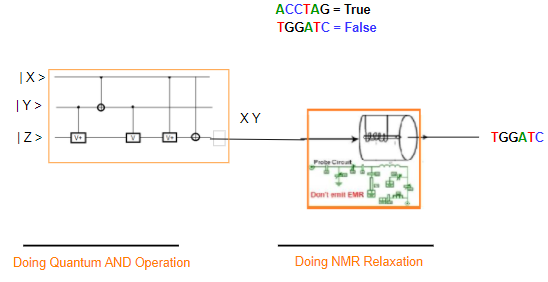 ACCTAG = True
TGGATC = False
|X>
|Y>
|Z>
V+
V
V+
X Y
Probe Circuit
Don't emit EMR
TGGATC
Doing Quantum AND Operation
Doing NMR Relaxation